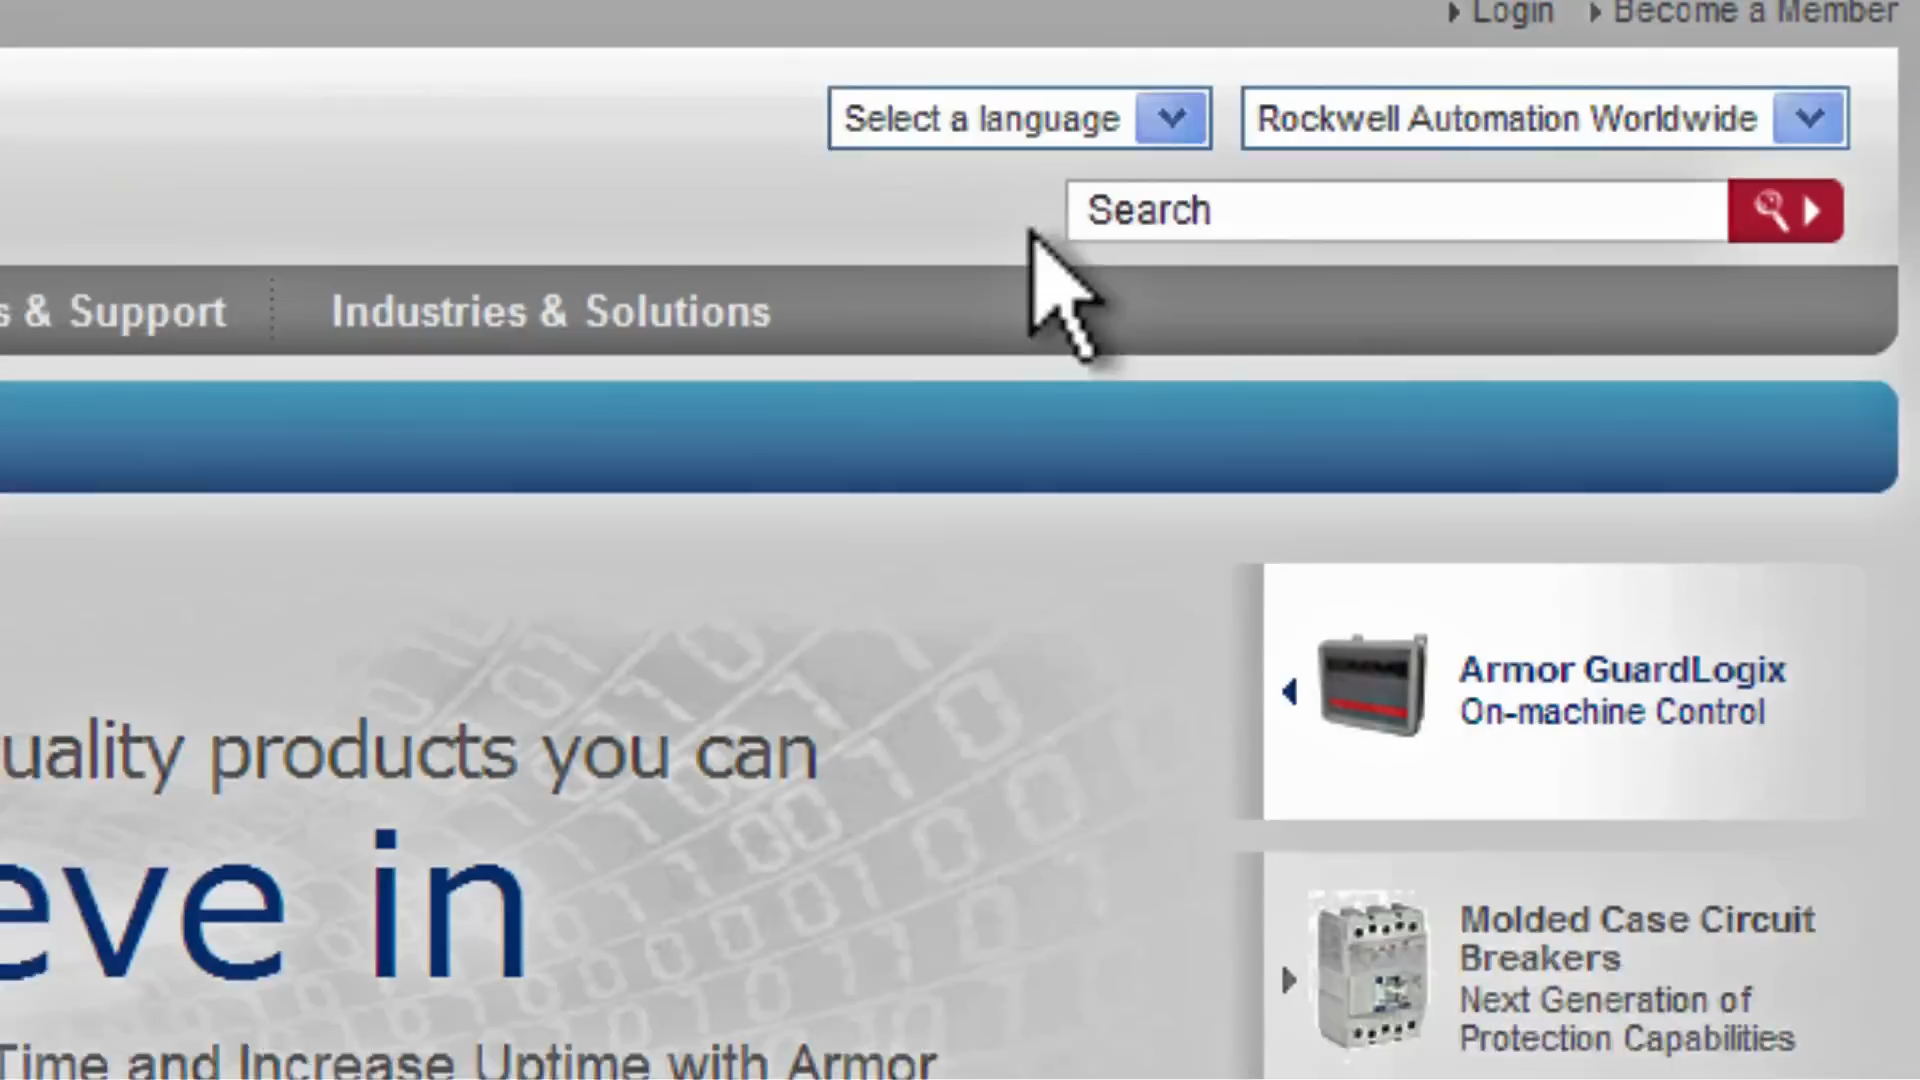 Login Become a Member
Select a language Rockwell Automation Worldwide
Search
s & Support Industries & Solutions
Armor GuardLogix
On-machine Control
uality products you can
eve in
Molded Case Circuit
Breakers
Next Generation of
Protection Capabilities
Time and Increase Uptime with Armor